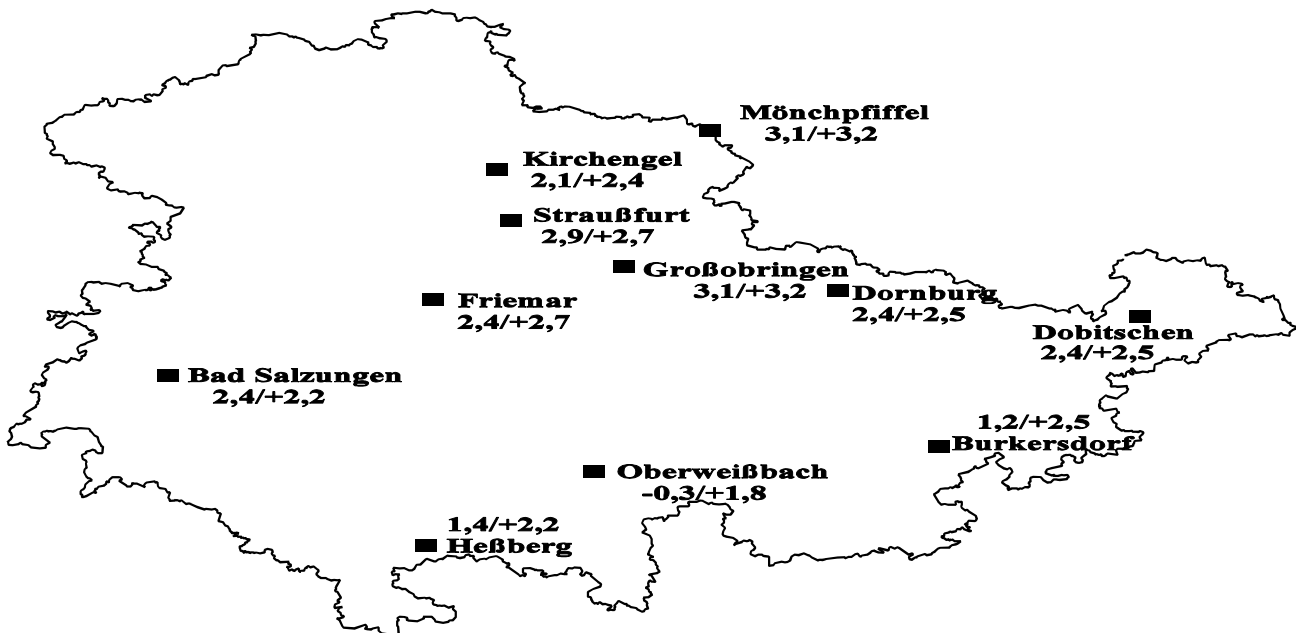 Mönchpfiffel
3,1/+3,2
Kirchengel
2,1/+2,4
Straußfurt
2,9/+2,7
Großobringen
3,1/+3,2
Dornburg
2,4/+2,5
Friemar
2,4/+2,7
Dobitschen
2,4/+2,5
Bad Salzungen
2,4/+2,2
1,2/+2,5
Burkersdorf
Oberweißbach
-0,3/+1,8
1,4/+2,2
Heßberg